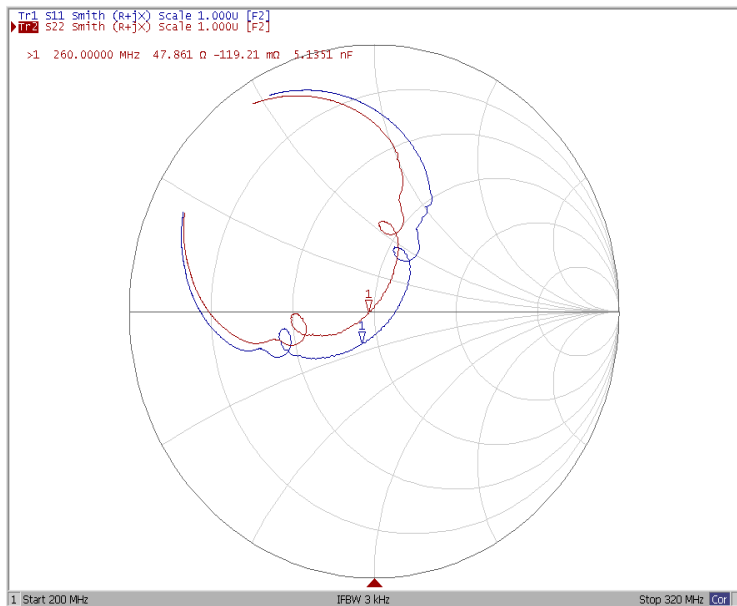 Tr1 S11 Smith (R+jX) Scale 1.000U [F2]
Tr2 S22 Smith (R+jX) Scale 1.000U [F2]
>1 260.00000 MHz 47.861 Ω -119.21 mΩ 5.1351 nF
1
1
1 Start 200 MHz IFBW 3 kHz Stop 320 MHz Cor